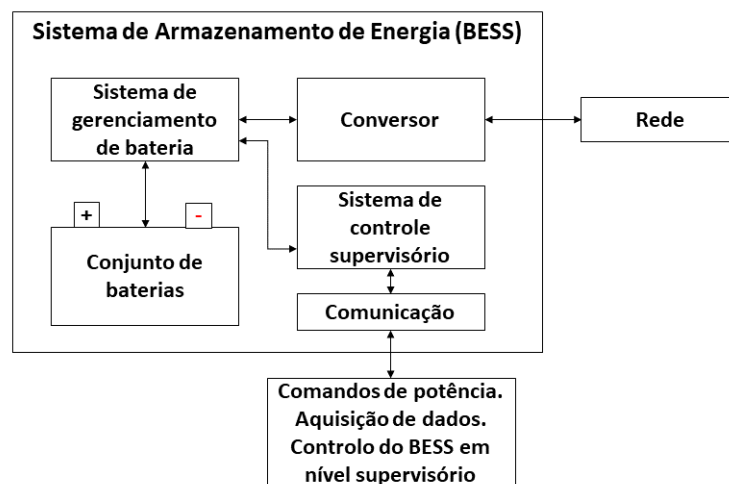 Sistema de Armazenamento de Energia (BESS)
Sistema de
gerenciamento
de bateria
Conversor
Rede
+
-
Conjunto de
baterias
Sistema de
controle
supervisório
Comunicação
Comandos de potência.
Aquisição de dados.
Controlo do BESS em
nível supervisório